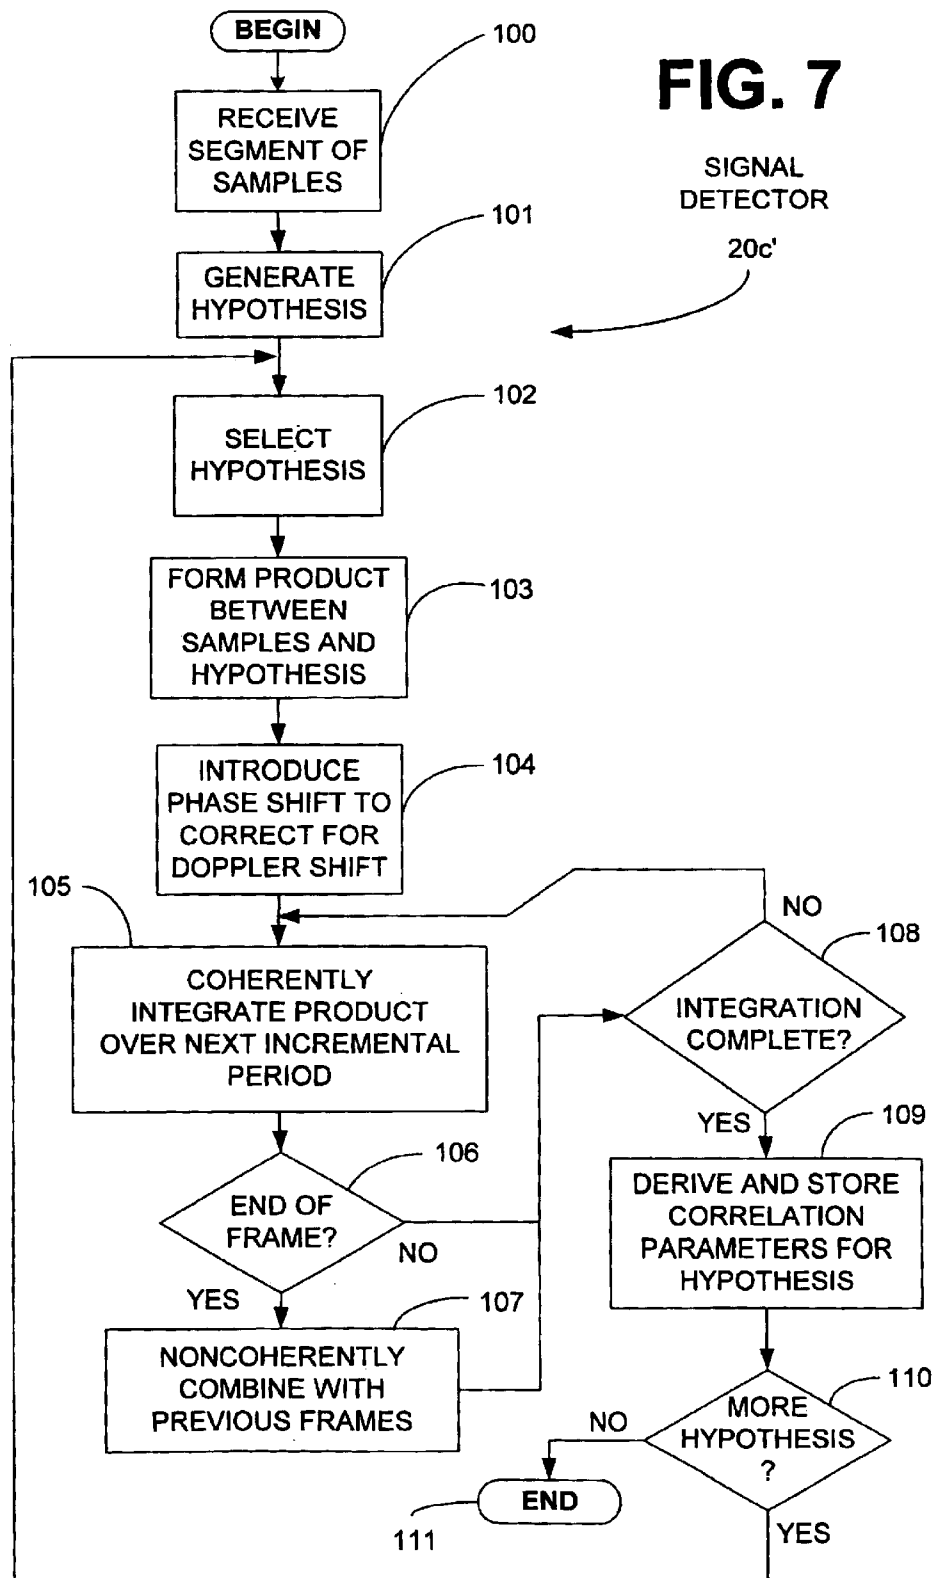 BEGIN
100
FIG. 7
RECEIVE
SEGMENT OF
SAMPLES
SIGNAL
DETECTOR
20c'
101
GENERATE
HYPOTHESIS
102
SELECT
HYPOTHESIS
103
FORM PRODUCT
BETWEEN
SAMPLES AND
HYPOTHESIS
104
INTRODUCE
PHASE SHIFT TO
CORRECT FOR
DOPPLER SHIFT
105
COHERENTLY
INTEGRATE PRODUCT
OVER NEXT INCREMENTAL
PERIOD
NO
108
INTEGRATION
COMPLETE?
YES
106
END OF
FRAME?
NO
YES
107
NONCOHERENTLY
COMBINE WITH
PREVIOUS FRAMES
109
DERIVE AND STORE
CORRELATION
PARAMETERS FOR
HYPOTHESIS
110
MORE
HYPOTHESIS
?
NO
END
111
YES